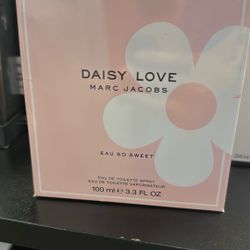 DAISY LOVE
MARC JACOBS
EAU SO SWEET
EAU DE TOILETTE SPRAY
EAU DE TOILETTE VAPORISATEUR
100 ml ℮ 3.3 FL OZ